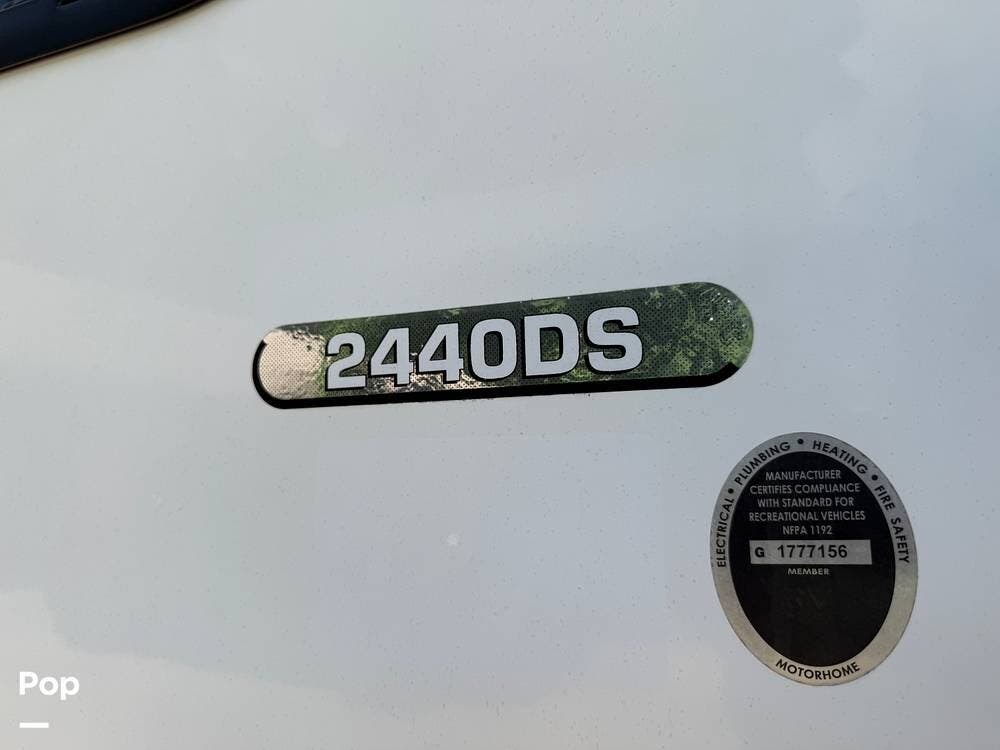 2440DS
ELECTRICAL • PLUMBING • HEATING • FIRE SAFETY
MANUFACTURER
CERTIFIES COMPLIANCE
WITH STANDARD FOR
RECREATIONAL VEHICLES
NFPA 1192
G 1777156
MEMBER
MOTORHOME
Pop